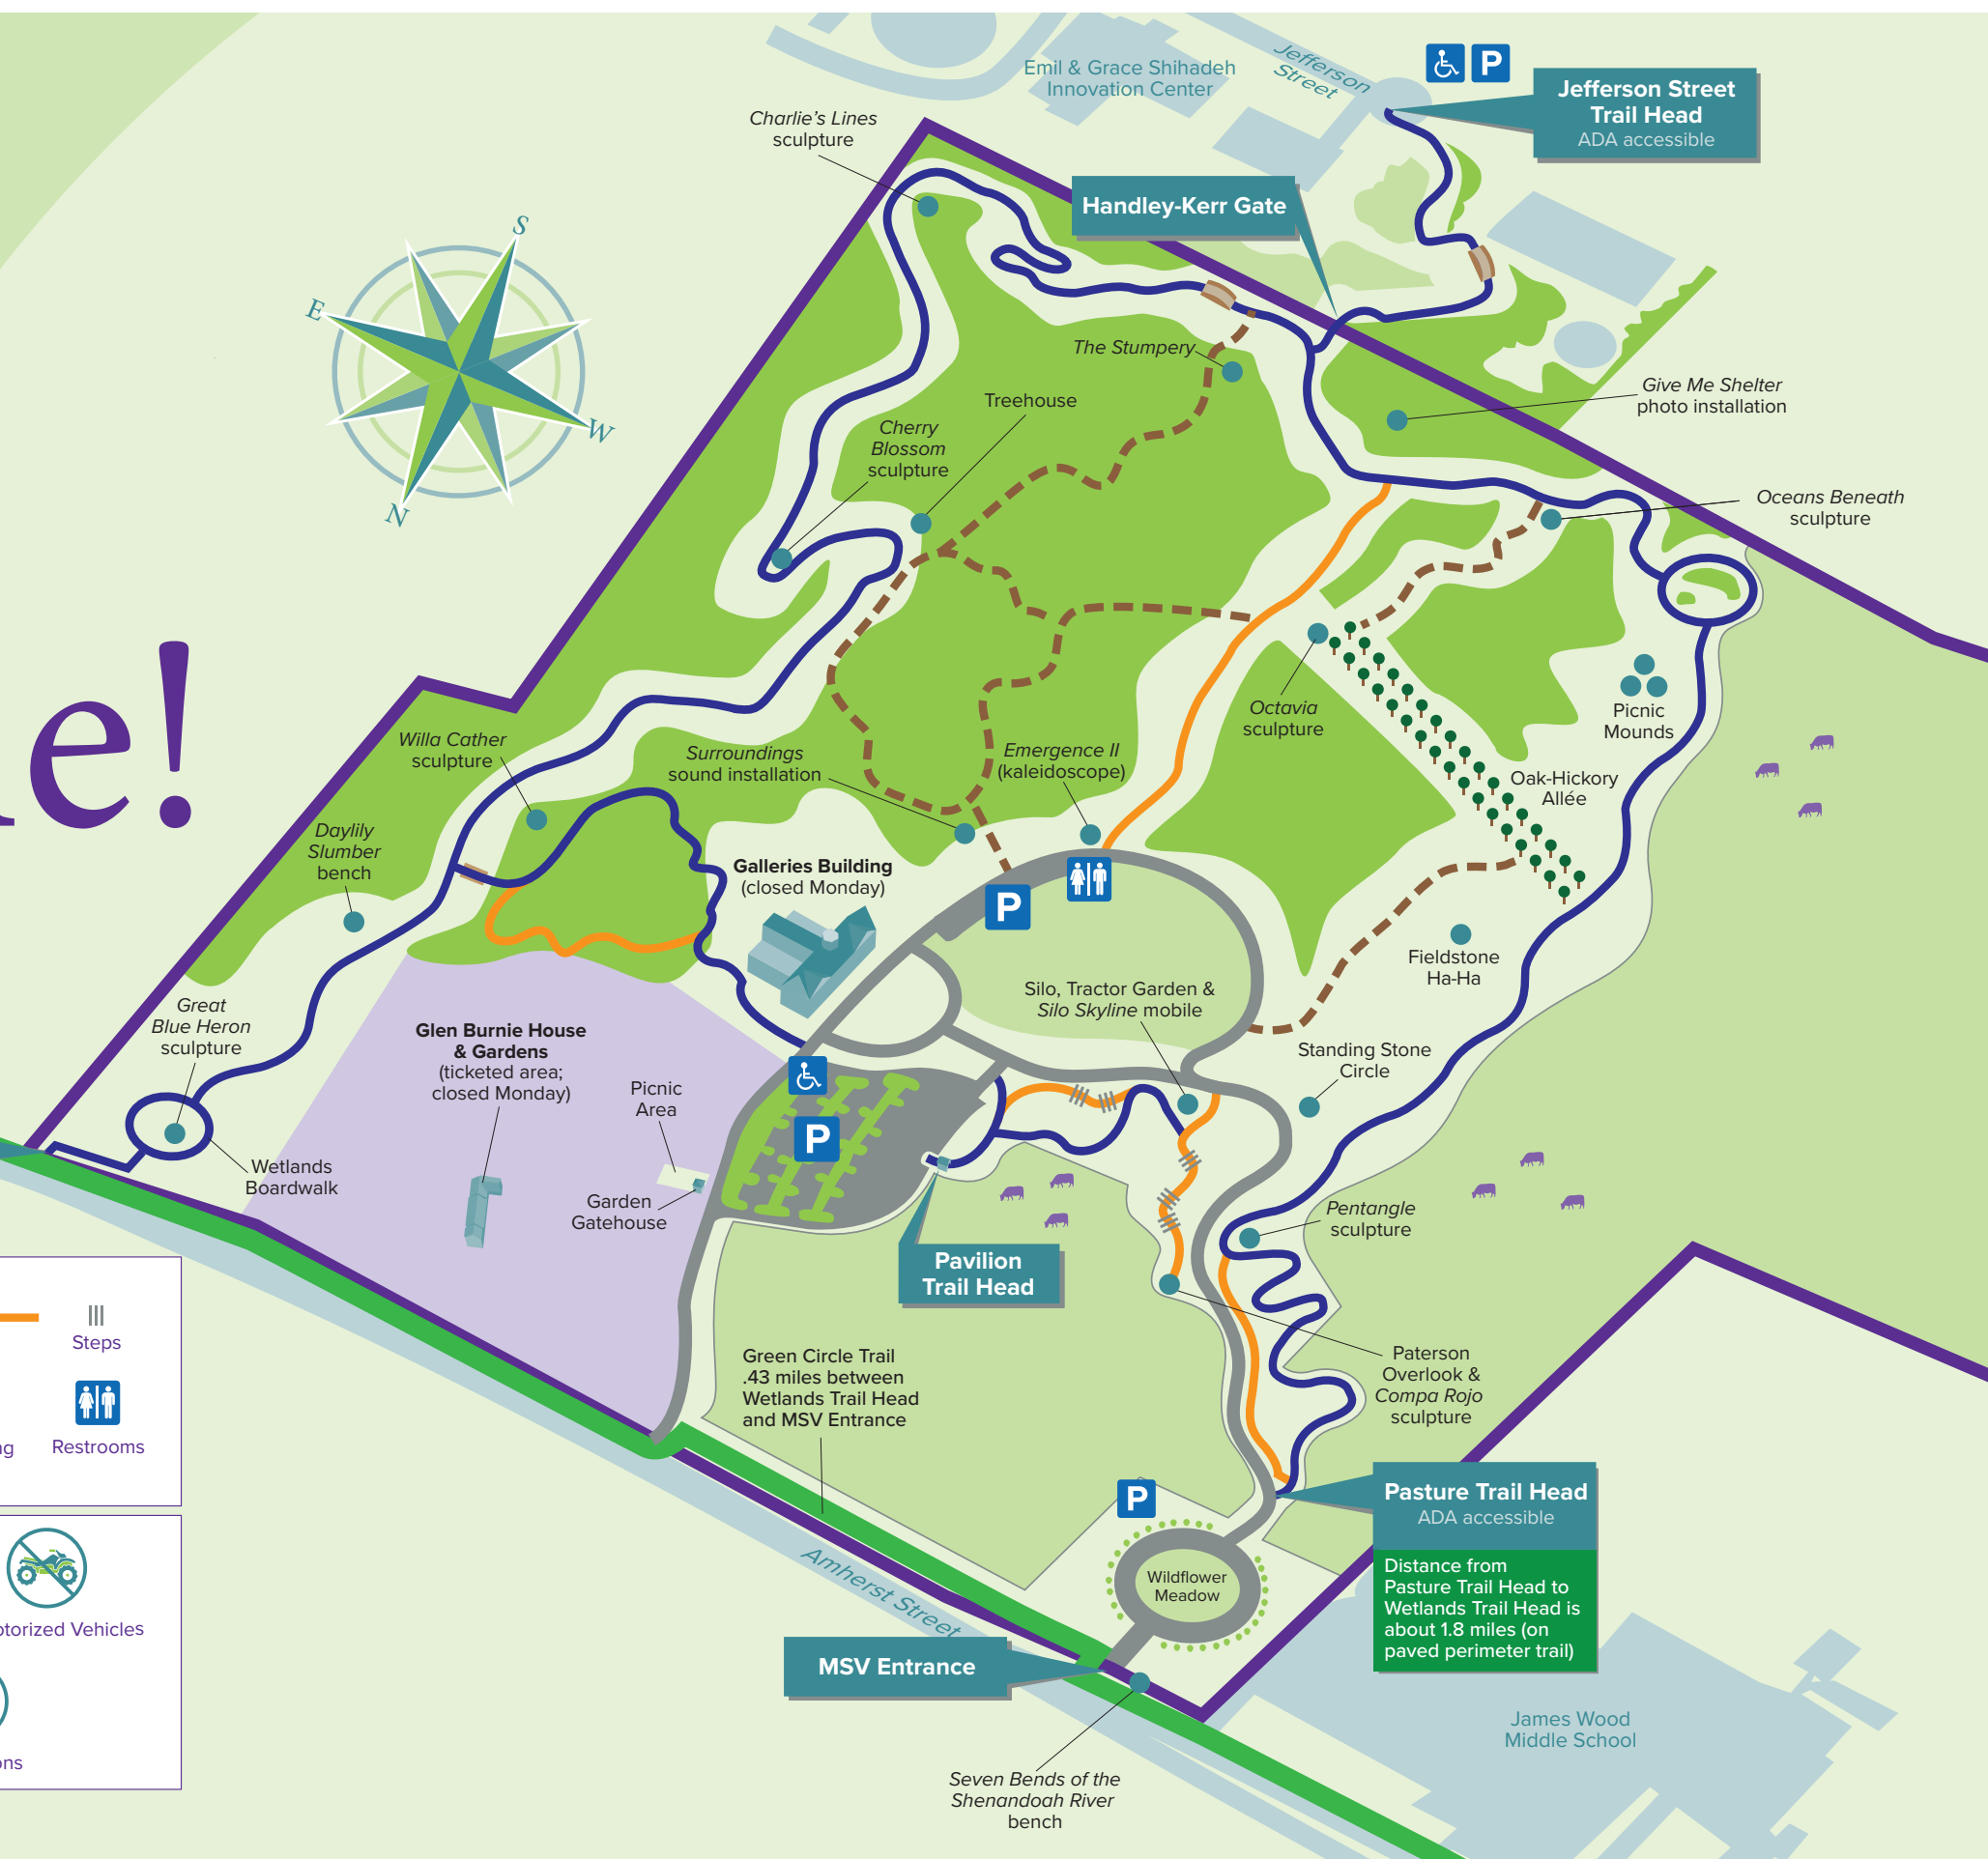 Emil & Grace Shihadeh
Innovation Center
Jefferson
Street
P
Jefferson Street
Trail Head
ADA accessible
Charlie's Lines
sculpture
Handley-Kerr Gate
S
E
W
N
The Stumpery
Treehouse
Cherry
Blossom
sculpture
Give Me Shelter
photo installation
Oceans Beneath
sculpture
e!
Willa Cather
sculpture
Surroundings
sound installation
Emergence II
(kaleidoscope)
Octavia
sculpture
Picnic
Mounds
Oak-Hickory
Allée
Daylily
Slumber
bench
Galleries Building
(closed Monday)
P
Fieldstone
Ha-Ha
Great
Blue Heron
sculpture
Silo, Tractor Garden &
Silo Skyline mobile
Glen Burnie House
& Gardens
(ticketed area;
closed Monday)
Standing Stone
Circle
Picnic
Area
P
Wetlands
Boardwalk
Garden
Gatehouse
Pentangle
sculpture
Pavilion
Trail Head
Steps
Green Circle Trail
.43 miles between
Wetlands Trail Head
and MSV Entrance
Paterson
Overlook &
Compa Rojo
sculpture
Restrooms
P
Pasture Trail Head
ADA accessible
Distance from
Pasture Trail Head to
Wetlands Trail Head is
about 1.8 miles (on
paved perimeter trail)
Wildflower
Meadow
Amherst Street
Vehicles
MSV Entrance
James Wood
Middle School
Seven Bends of the
Shenandoah River
bench